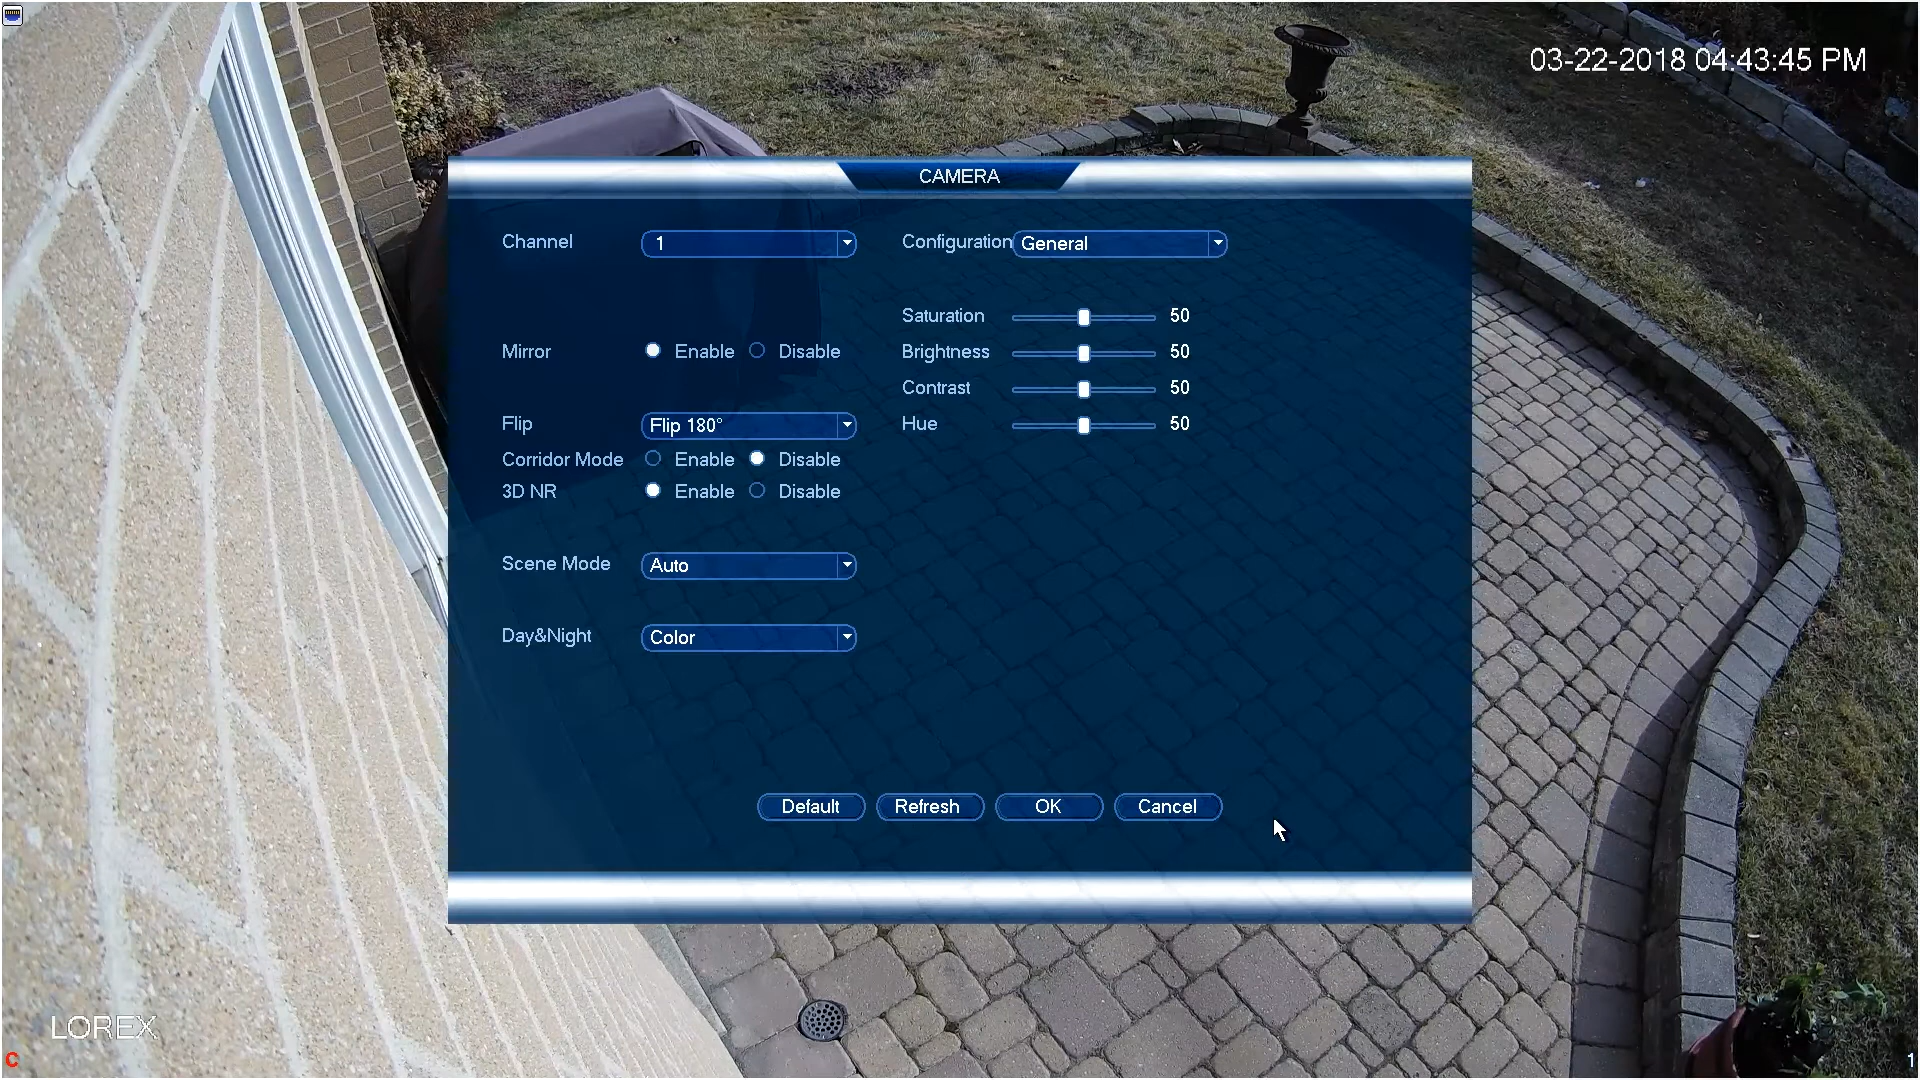 03-22-2018 04:43:45 PM
CAMERA
Channel 1 Configuration General
Saturation 50
Mirror Enable Disable Brightness 50
Contrast 50
Flip Flip 180° Hue 50
Corridor Mode Enable Disable
3D NR Enable Disable
Scene Mode Auto
Day&Night Color
Default Refresh OK Cancel
LOREX
C 1